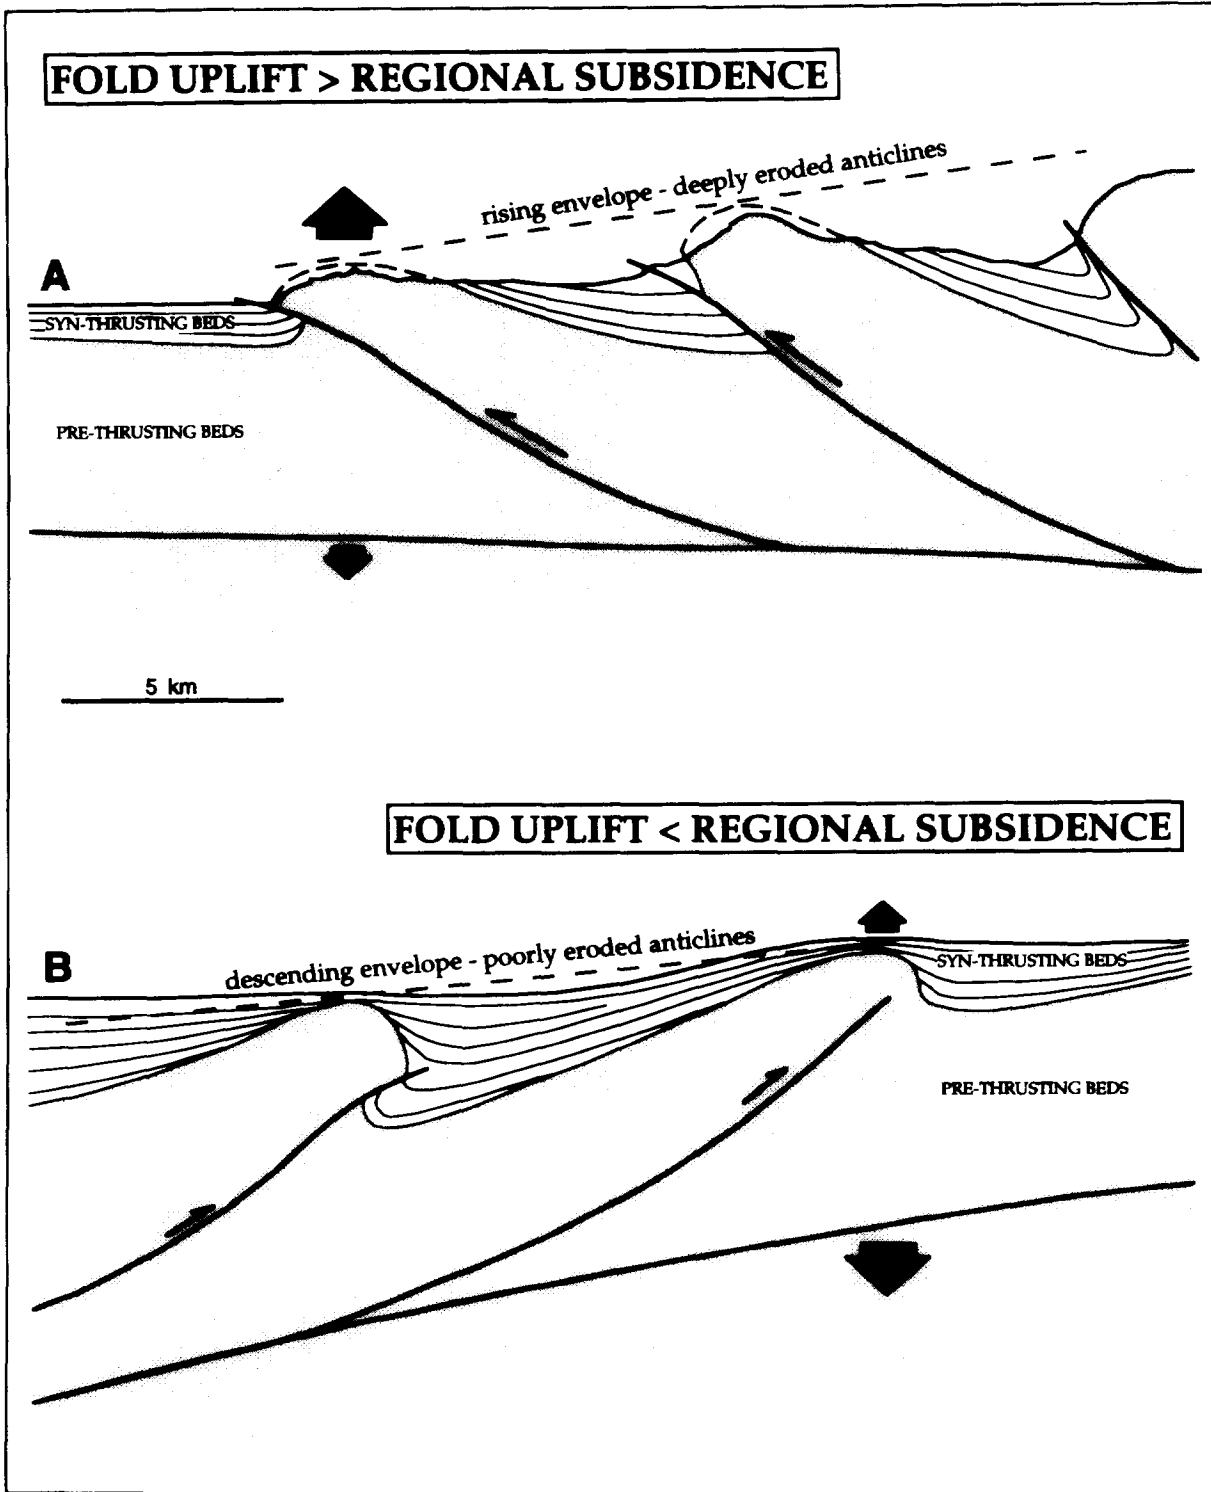 FOLD UPLIFT > REGIONAL SUBSIDENCE
rising envelope - deeply eroded anticlines
A
SYN-THRUSTING BEDS
PRE-THRUSTING BEDS
5 km
FOLD UPLIFT < REGIONAL SUBSIDENCE
B
descending envelope - poorly eroded anticlines
SYN-THRUSTING BEDS
PRE-THRUSTING BEDS